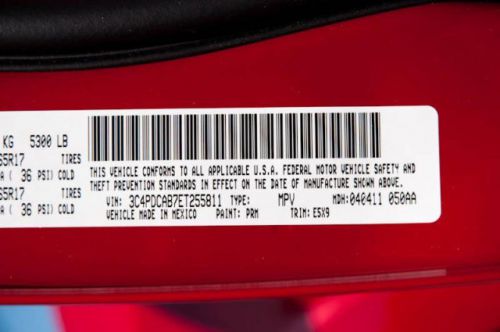 KG 5300 LB
65R17 TIRES
36 PSI) COLD
65R17 TIRES
36 PSI) COLD
THIS VEHICLE CONFORMS TO ALL APPLICABLE U.S.A. FEDERAL MOTOR VEHICLE SAFETY AND
THEFT PREVENTION STANDARDS IN EFFECT ON THE DATE OF MANUFACTURE SHOWN ABOVE.
VIN: 3C4PDCAB7ET255811 TYPE: MPV MDH: 040411 050AA
VEHICLE MADE IN MEXICO PAINT: PRM TRIM: E5X9